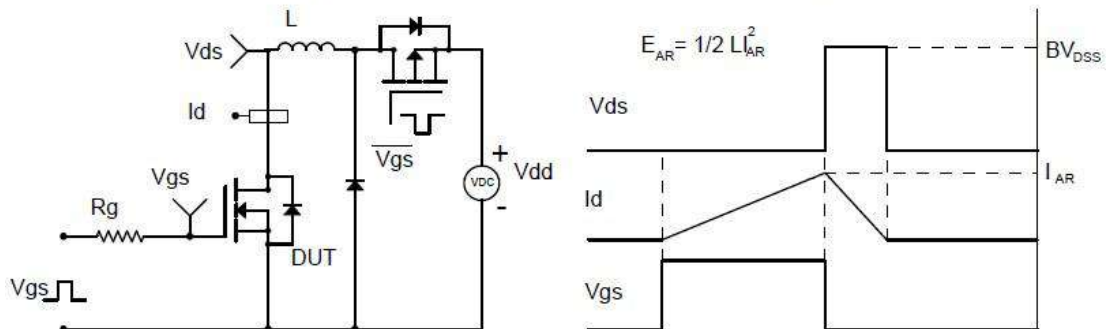 L
Vds
Id
Vgs
Vgs
Rg
DUT
Vgs
+
VDC
Vdd
-
E_AR = 1/2 LI²_AR
BV_DSS
Vds
I_AR
Id
Vgs